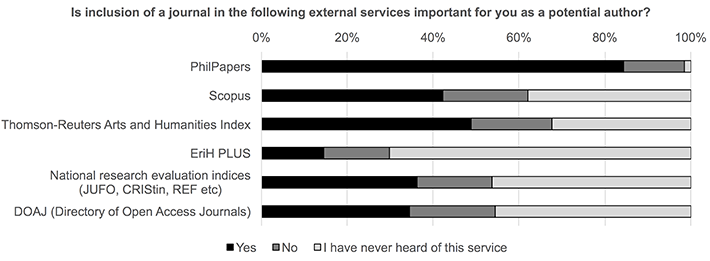 Is inclusion of a journal in the following external services important for you as a potential author?
0% 20% 40% 60% 80% 100%
PhilPapers
Scopus
Thomson-Reuters Arts and Humanities Index
EriH PLUS
National research evaluation indices
(JUFO, CRIStin, REF etc)
DOAJ (Directory of Open Access Journals)
Yes No I have never heard of this service